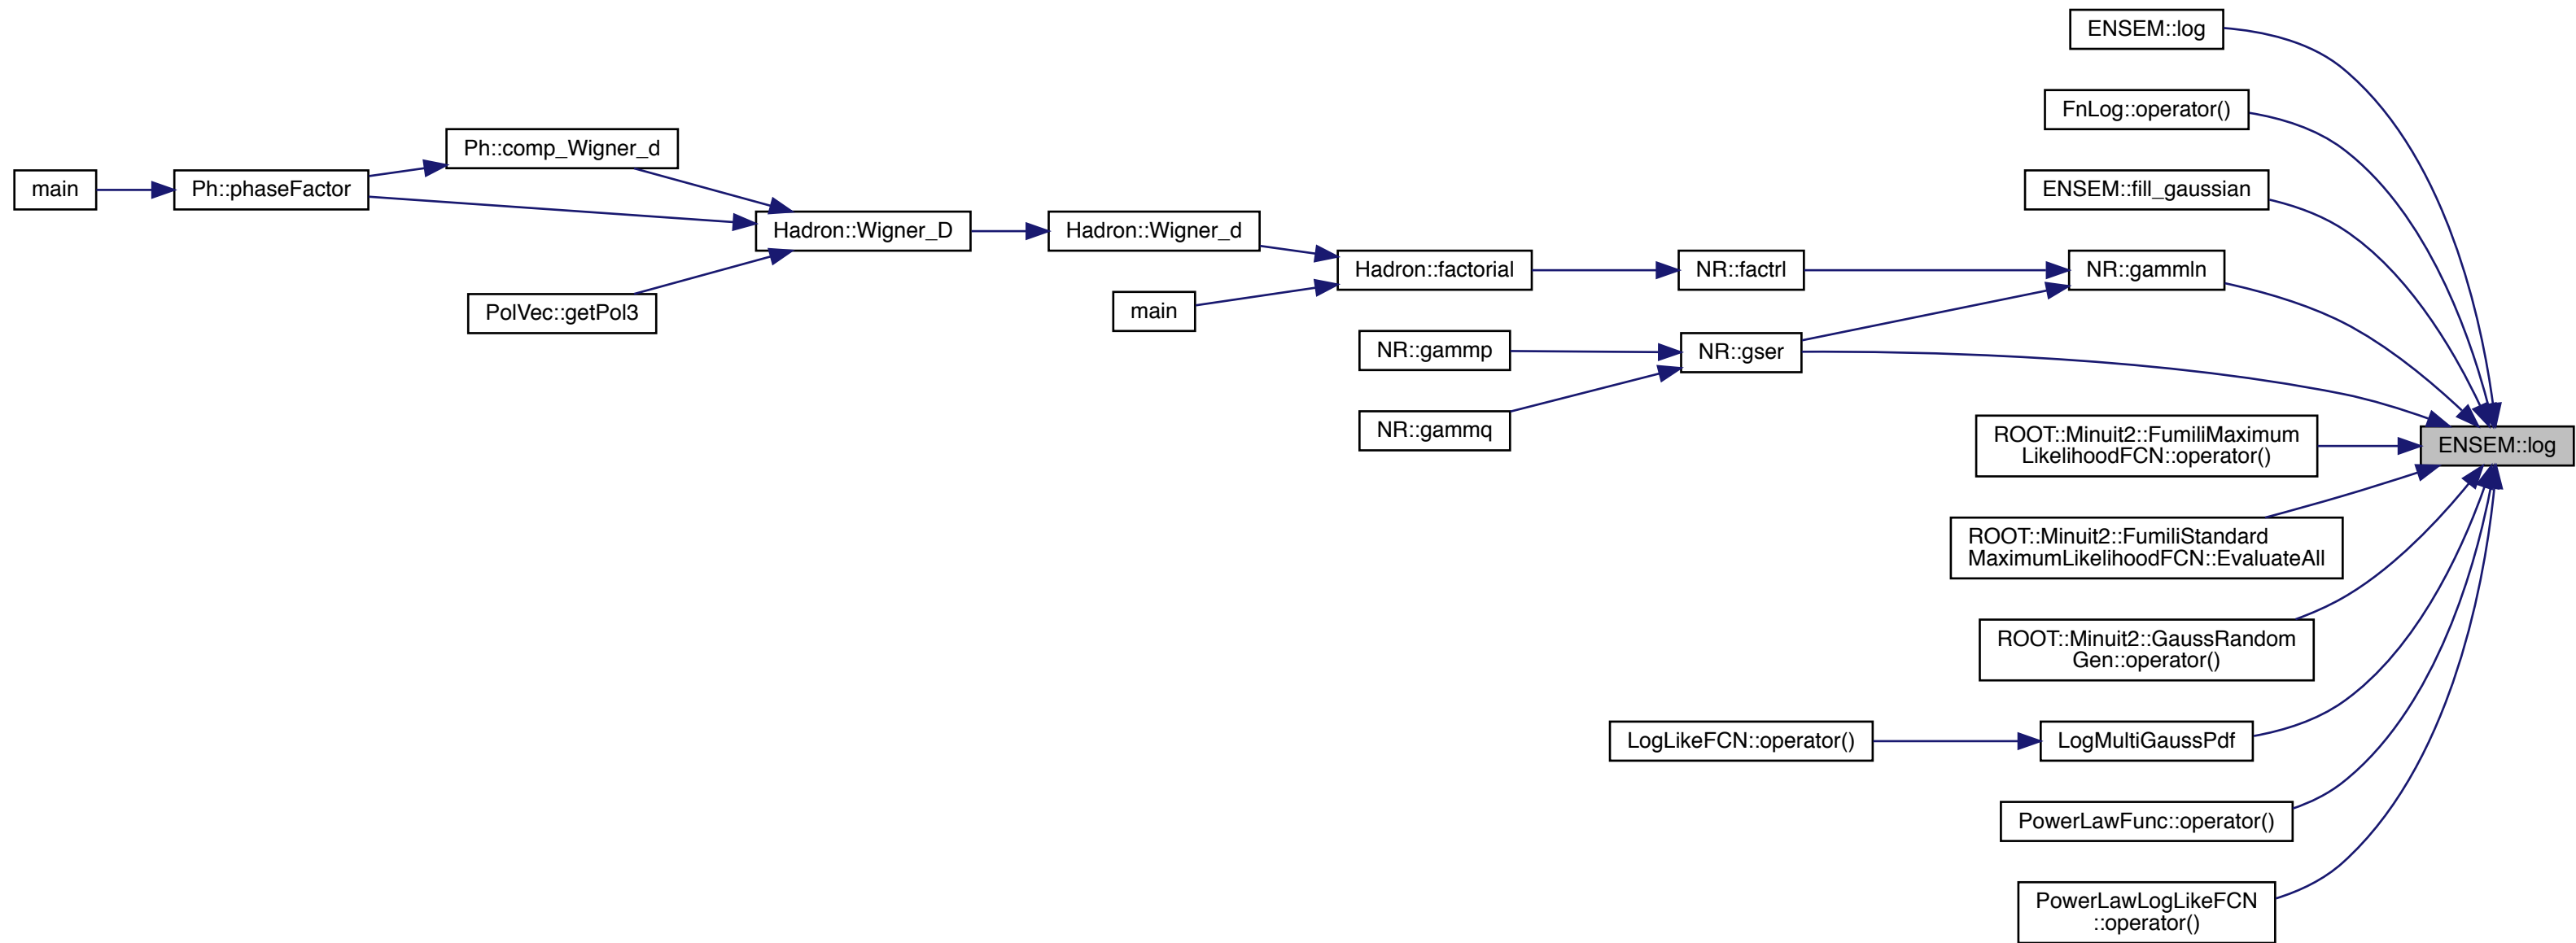 ENSEM::log
FnLog::operator()
Ph::comp_Wigner_d
main
Ph::phaseFactor
ENSEM::fill_gaussian
Hadron::Wigner_D
Hadron::Wigner_d
Hadron::factorial
NR::factrl
NR::gammln
PolVec::getPol3
main
NR::gammp
NR::gser
NR::gammq
ROOT::Minuit2::FumiliMaximum
LikelihoodFCN::operator()
ENSEM::log
ROOT::Minuit2::FumiliStandard
MaximumLikelihoodFCN::EvaluateAll
ROOT::Minuit2::GaussRandom
Gen::operator()
LogLikeFCN::operator()
LogMultiGaussPdf
PowerLawFunc::operator()
PowerLawLogLikeFCN
::operator()